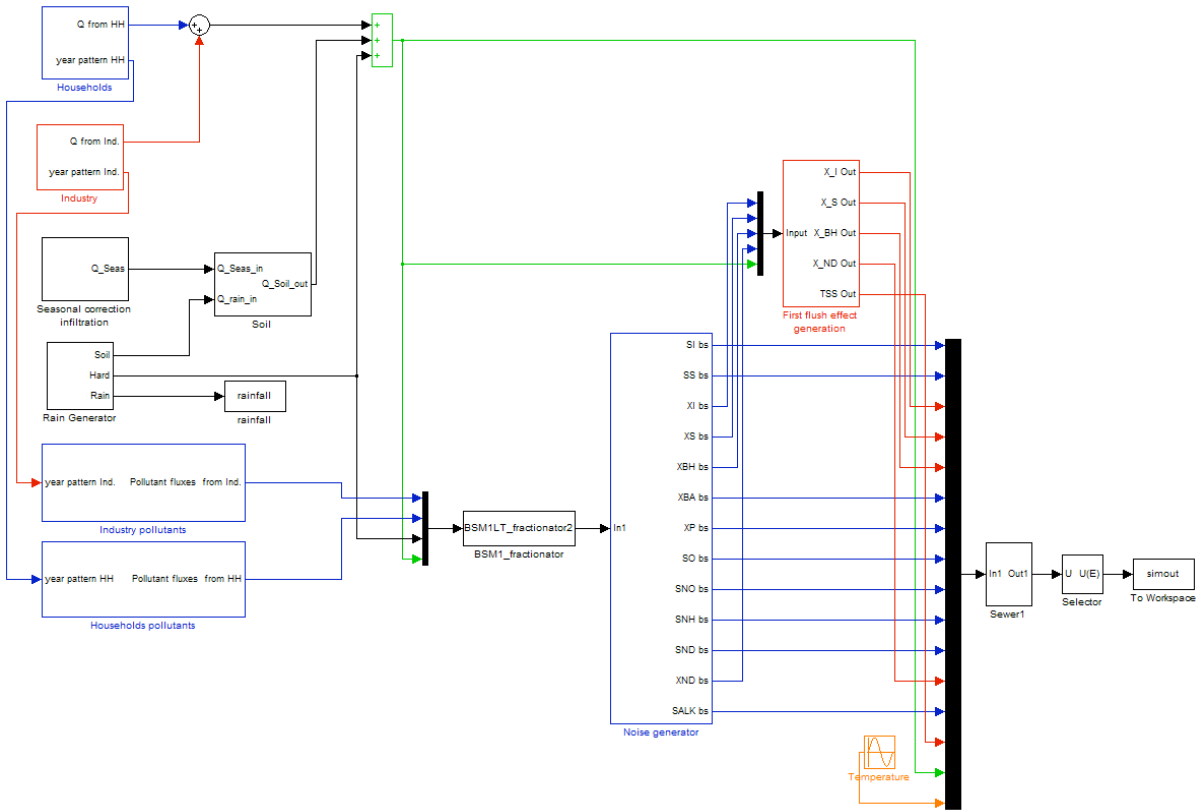 Q from HH
year pattern HH
Households
+
+
+
+
+
Q from Ind.
year pattern Ind.
Industry
Q_Seas
Seasonal correction
infiltration
Q_Seas_in
Q_rain_in
Q_Soil_out
Soil
Soil
Hard
Rain
Rain Generator
rainfall
rainfall
year pattern Ind.
Pollutant fluxes from Ind.
Industry pollutants
year pattern HH
Pollutant fluxes from HH
Households pollutants
BSM1LT_fractionator2
BSM1_fractionator
In1
SI bs
SS bs
XI bs
XS bs
XBH bs
XBA bs
XP bs
SO bs
SNO bs
SNH bs
SND bs
XND bs
SALK bs
Noise generator
Input
X_I Out
X_S Out
X_BH Out
X_ND Out
TSS Out
First flush effect
generation
Temperature
In1 Out1
Sewer1
U U(E)
Selector
simout
To Workspace